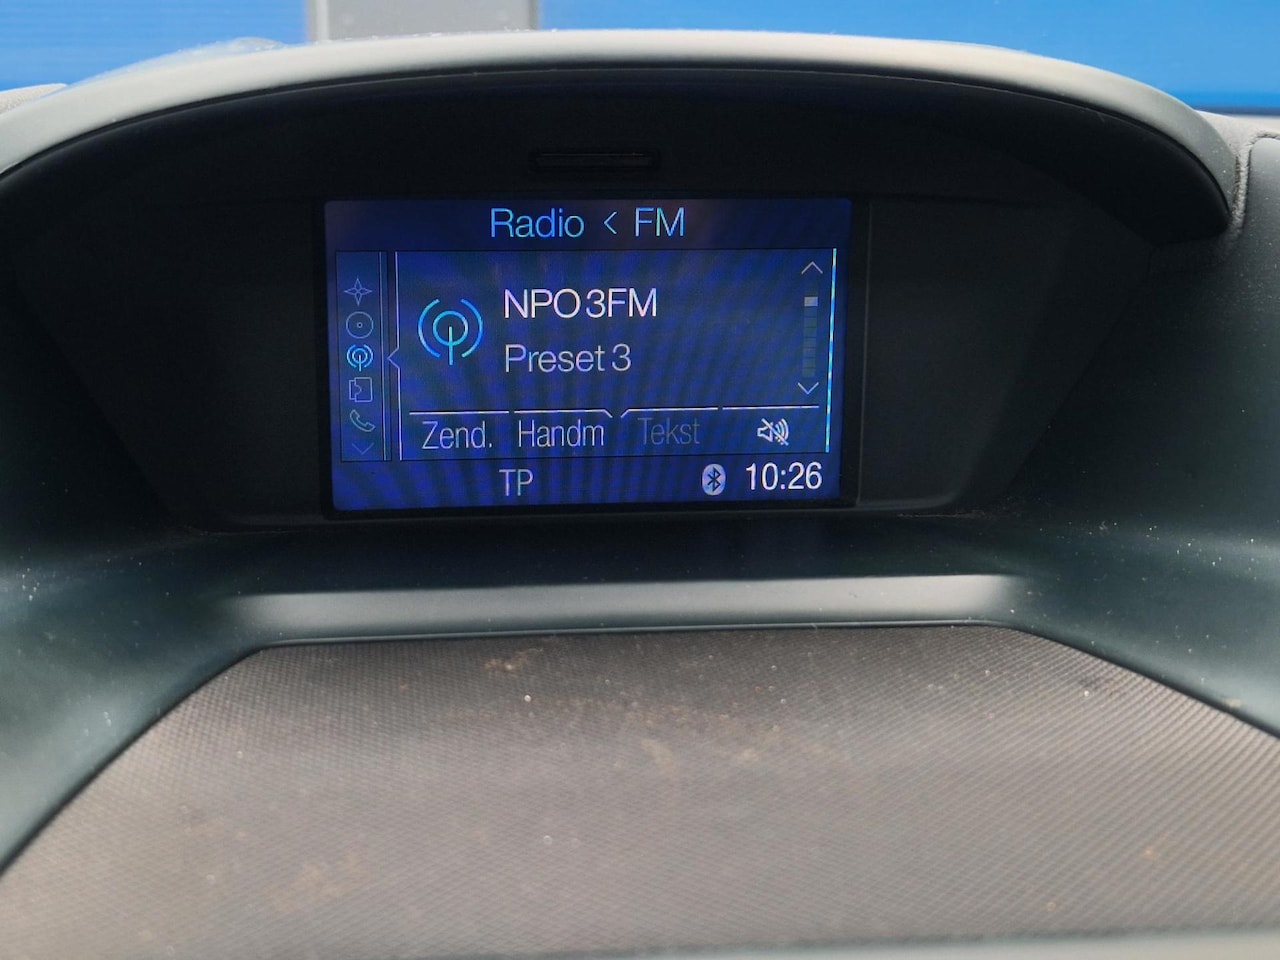 Radio < FM
NPO 3FM
Preset 3
Zend. Handm Tekst
TP 10:26